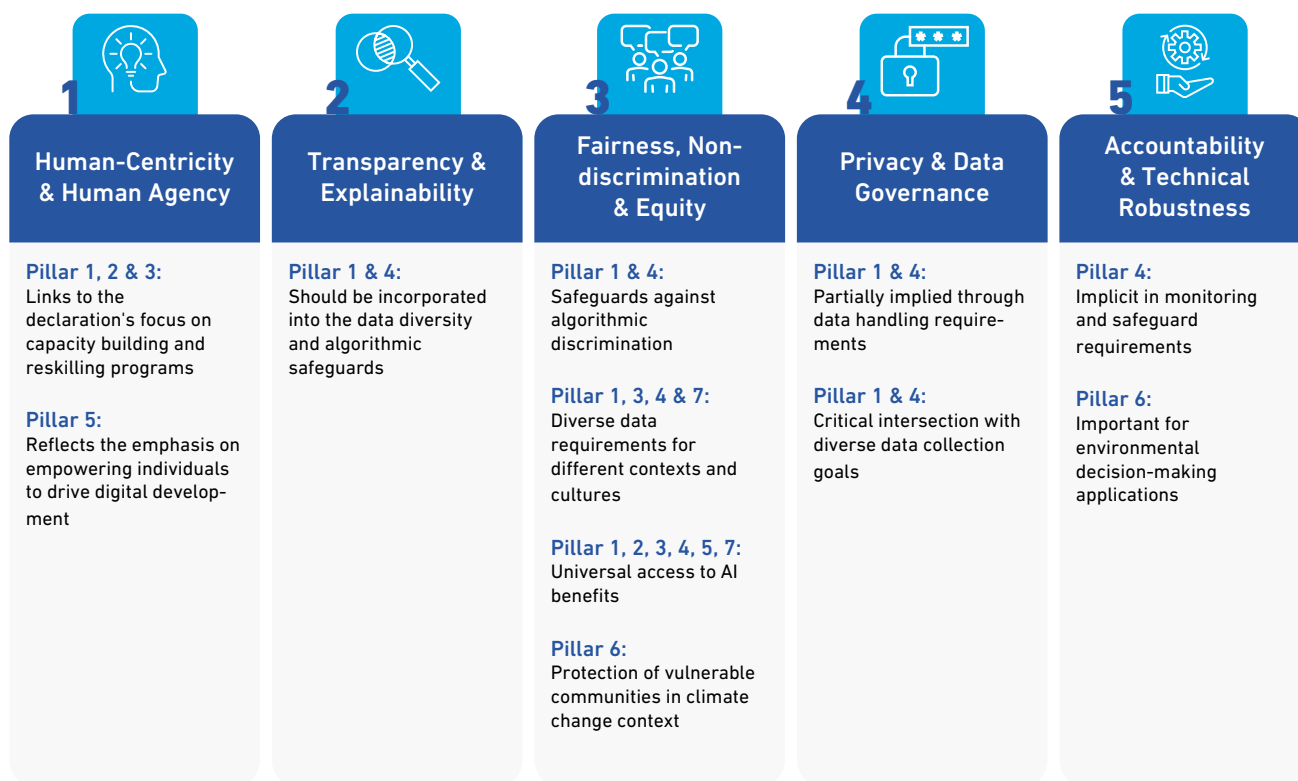 1
Human-Centricity
& Human Agency
Pillar 1, 2 & 3:
Links to the
declaration's focus on
capacity building and
reskilling programs
Pillar 5:
Reflects the emphasis on
empowering individuals
to drive digital develop-
ment
2
Transparency &
Explainability
Pillar 1 & 4:
Should be incorporated
into the data diversity
and algorithmic
safeguards
3
Fairness, Non-
discrimination
& Equity
Pillar 1 & 4:
Safeguards against
algorithmic
discrimination
Pillar 1, 3, 4 & 7:
Diverse data
requirements for
different contexts and
cultures
Pillar 1, 2, 3, 4, 5, 7:
Universal access to AI
benefits
Pillar 6:
Protection of vulnerable
communities in climate
change context
* * *
4
Privacy & Data
Governance
Pillar 1 & 4:
Partially implied through
data handling require-
ments
Pillar 1 & 4:
Critical intersection with
diverse data collection
goals
5
Accountability
& Technical
Robustness
Pillar 4:
Implicit in monitoring
and safeguard
requirements
Pillar 6:
Important for
environmental
decision-making
applications